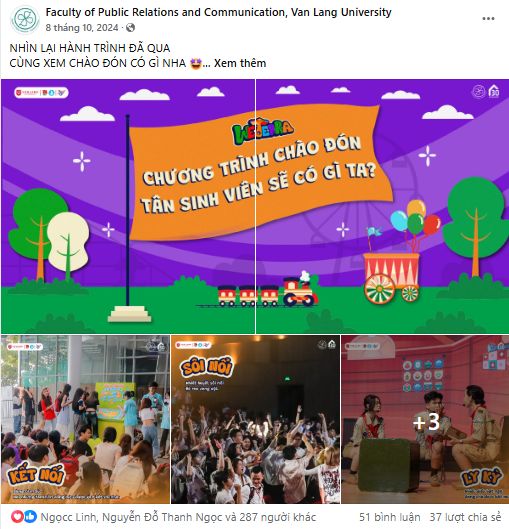 Faculty of Public Relations and Communication, Van Lang University
8 tháng 10, 2024
NHÌN LẠI HÀNH TRÌNH ĐÃ QUA
CÙNG XEM CHÀO ĐÓN CÓ GÌ NHA 🤩... Xem thêm
CHƯƠNG TRÌNH CHÀO ĐÓN
TÂN SINH VIÊN SẼ CÓ GÌ TA?
KẾT NỐI
SÔI NỔI
+3
LY KỲ
Ngọcc Linh, Nguyễn Đỗ Thanh Ngọc và 287 người khác
51 bình luận 37 lượt chia sẻ